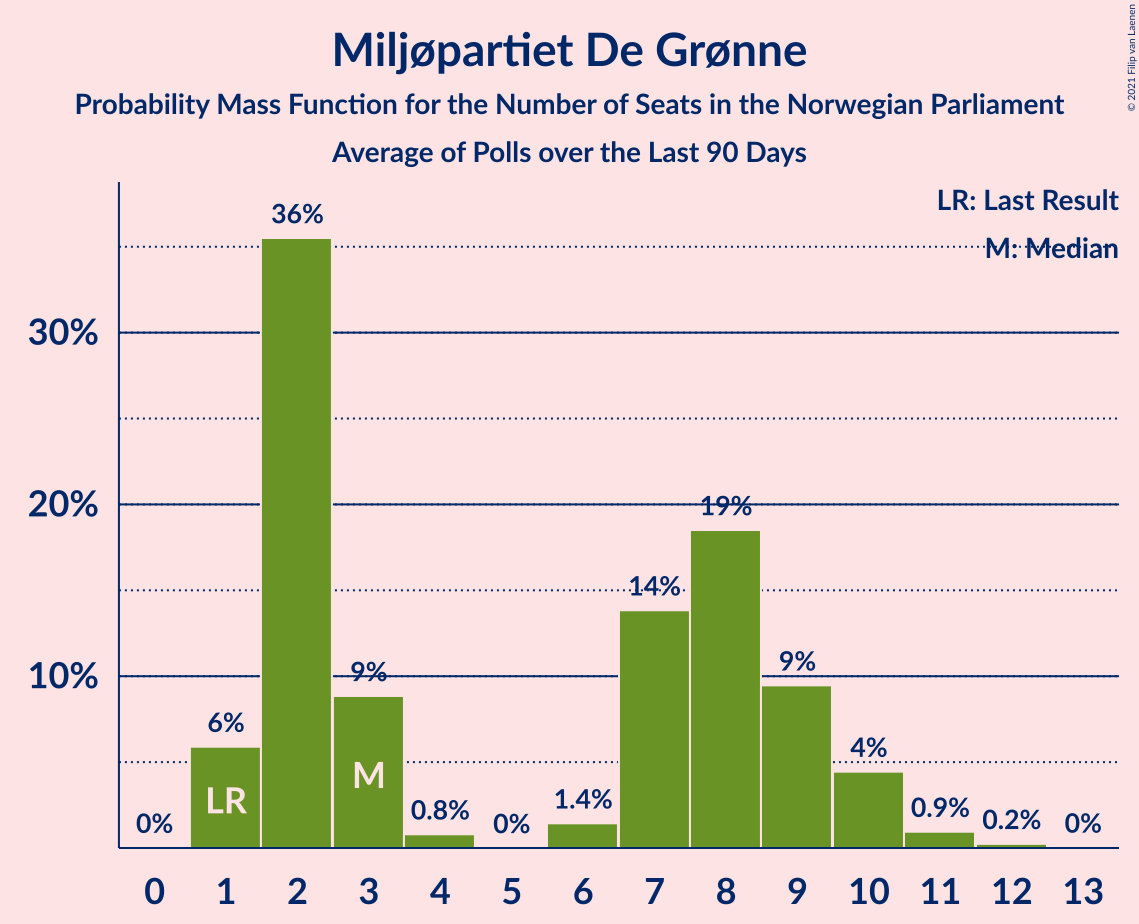 Miljøpartiet De Grønne
Probability Mass Function for the Number of Seats in the Norwegian Parliament
Average of Polls over the Last 90 Days
© 2021 Filip van Laenen
LR: Last Result
M: Median
36%
30%
20%
19%
14%
10%
9%
9%
6%
4%
LR
M
0%
0.8%
0%
1.4%
0.9%
0.2%
0%
0 1 2 3 4 5 6 7 8 9 10 11 12 13